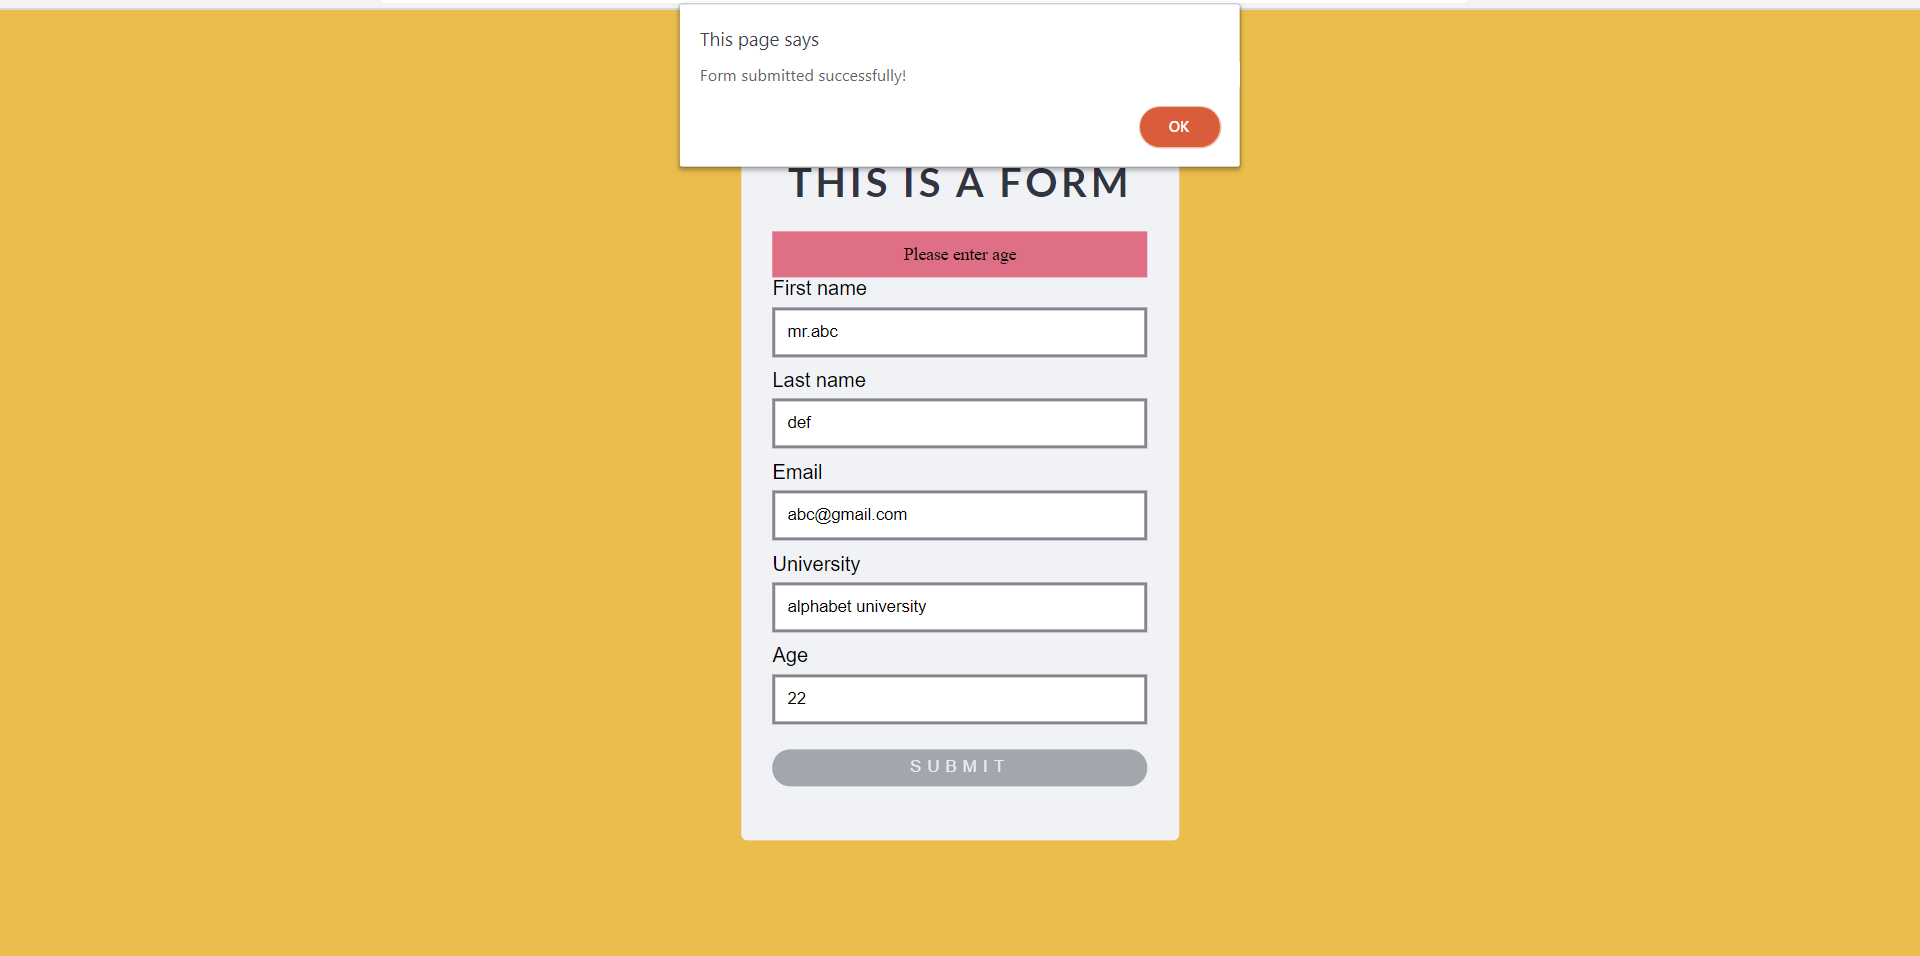 This page says
Form submitted successfully!
OK
THIS IS A FORM
Please enter age
First name
mr.abc
Last name
def
Email
abc@gmail.com
University
alphabet university
Age
22
SUBMIT